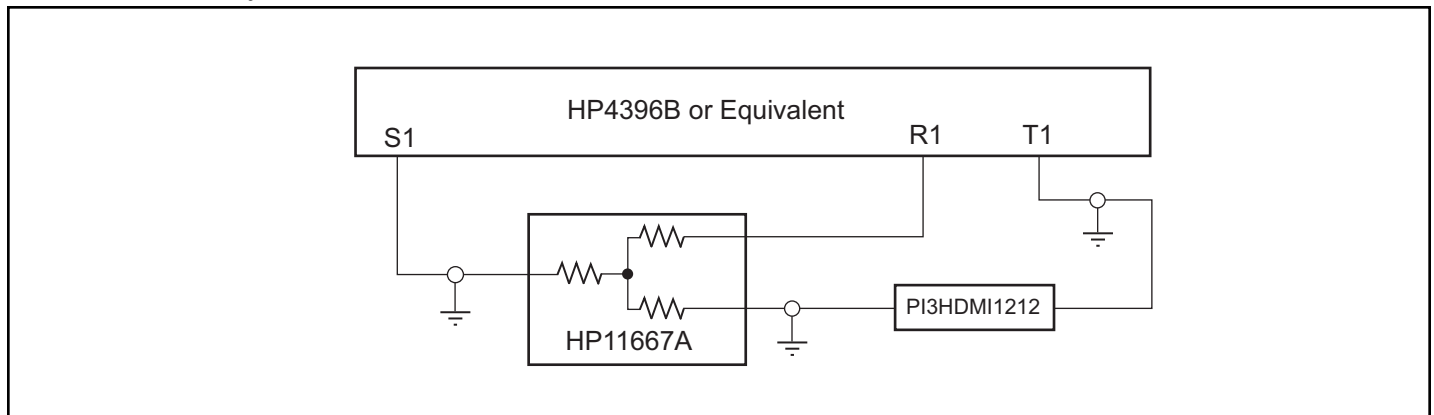 HP4396B or Equivalent
S1
R1
T1
PI3HDMI1212
HP11667A